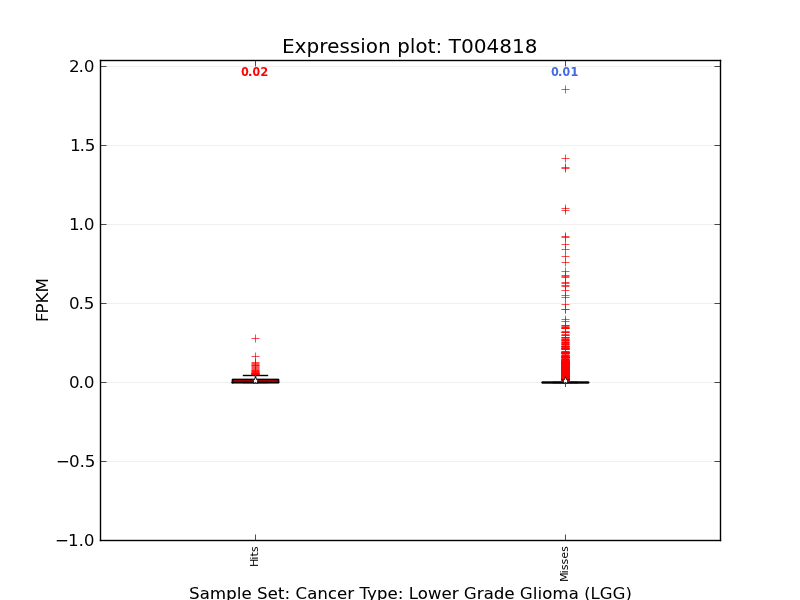 Expression plot: T004818
0.02
0.01
2.0
1.5
1.0
0.5
0.0
−0.5
−1.0
FPKM
Hits
Misses
Sample Set: Cancer Type: Lower Grade Glioma (LGG)